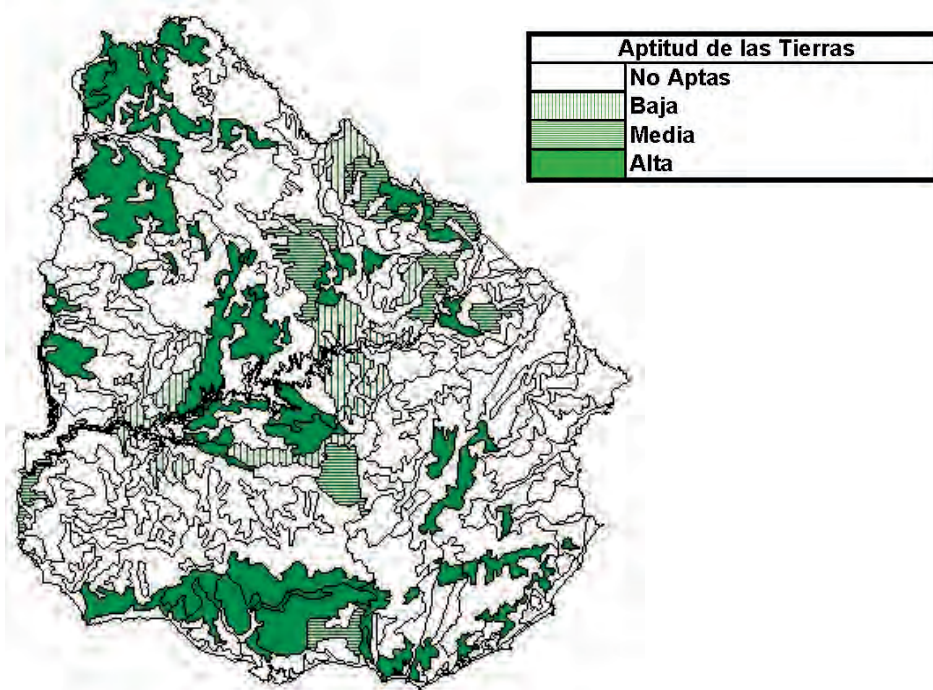 Aptitud de las Tierras
No Aptas
Baja
Media
Alta